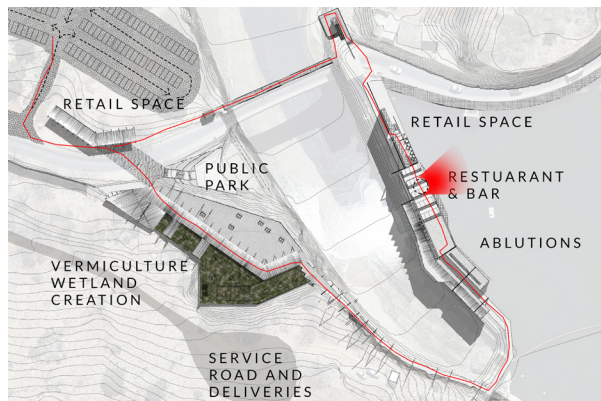 RETAIL SPACE
RETAIL SPACE
PUBLIC
PARK
RESTUARANT
& BAR
ABLUTIONS
VERMICULTURE
WETLAND
CREATION
SERVICE
ROAD AND
DELIVERIES